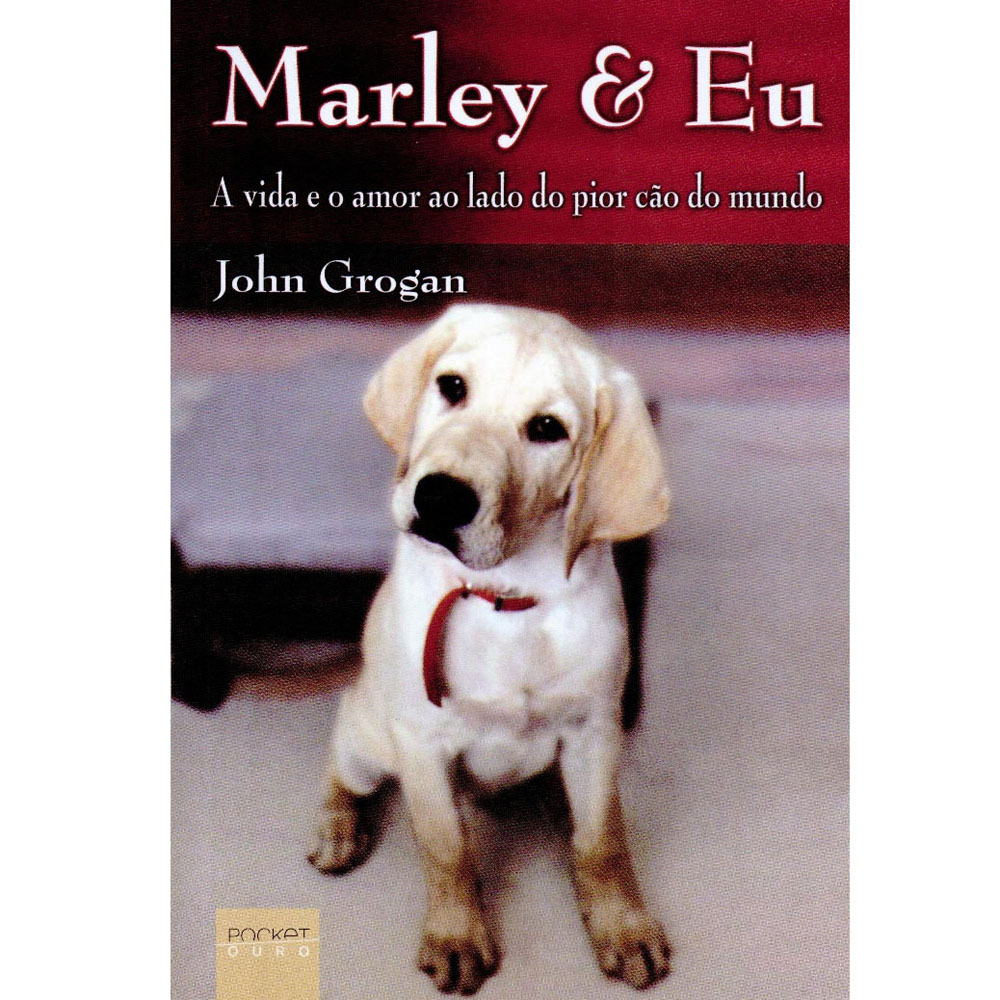 Marley & Eu
A vida e o amor ao lado do pior cão do mundo
John Grogan
POCKET
OURO